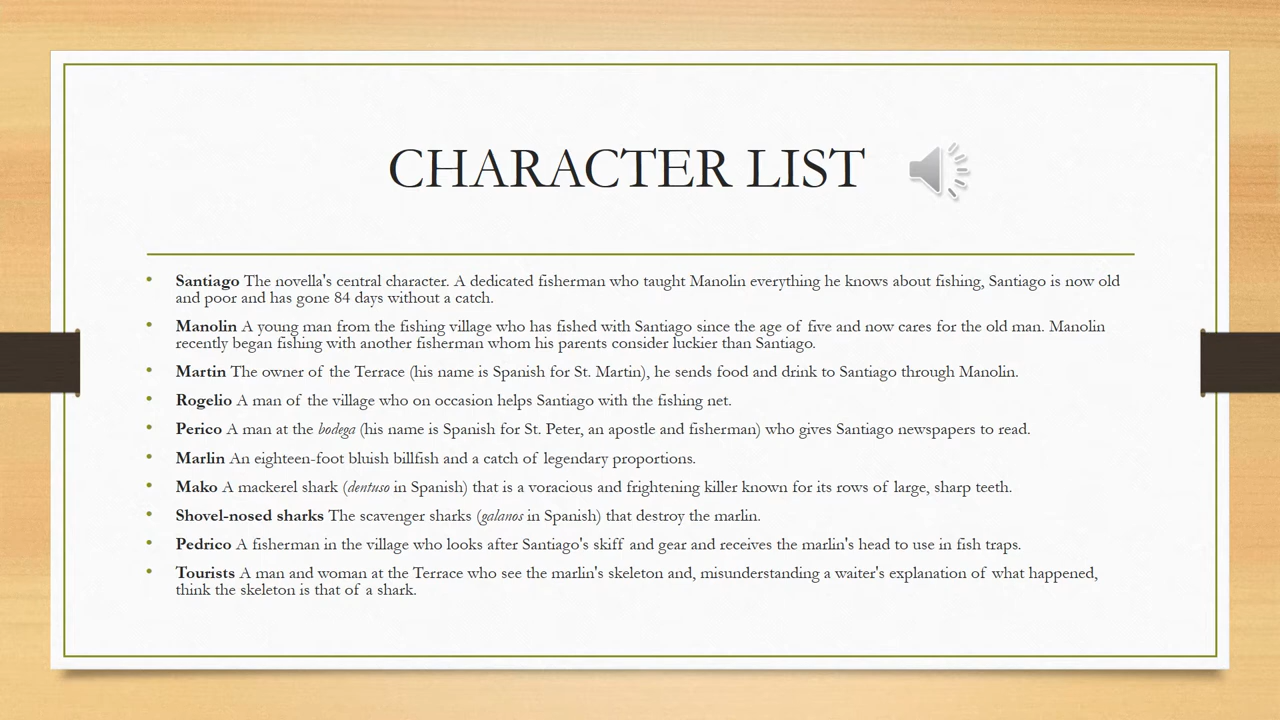 CHARACTER LIST
• Santiago The novella's central character. A dedicated fisherman who taught Manolin everything he knows about fishing, Santiago is now old
and poor and has gone 84 days without a catch.
• Manolin A young man from the fishing village who has fished with Santiago since the age of five and now cares for the old man. Manolin
recently began fishing with another fisherman whom his parents consider luckier than Santiago.
• Martin The owner of the Terrace (his name is Spanish for St. Martin), he sends food and drink to Santiago through Manolin.
• Rogelio A man of the village who on occasion helps Santiago with the fishing net.
• Perico A man at the bodega (his name is Spanish for St. Peter, an apostle and fisherman) who gives Santiago newspapers to read.
• Marlin An eighteen-foot bluish billfish and a catch of legendary proportions.
• Mako A mackerel shark (dentuso in Spanish) that is a voracious and frightening killer known for its rows of large, sharp teeth.
• Shovel-nosed sharks The scavenger sharks (galanos in Spanish) that destroy the marlin.
• Pedrico A fisherman in the village who looks after Santiago's skiff and gear and receives the marlin's head to use in fish traps.
• Tourists A man and woman at the Terrace who see the marlin's skeleton and, misunderstanding a waiter's explanation of what happened,
think the skeleton is that of a shark.